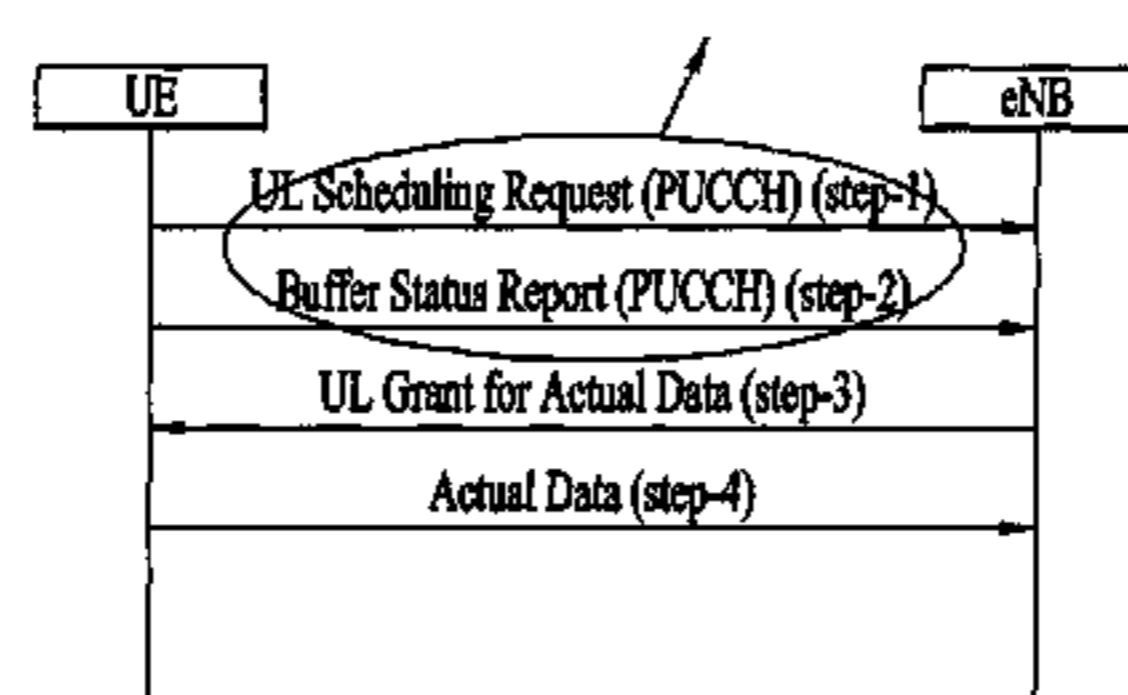 UE
eNB
UL Scheduling Request (PUCCH) (step-1)
Buffer Status Report (PUCCH) (step-2)
UL Grant for Actual Data (step-3)
Actual Data (step-4)